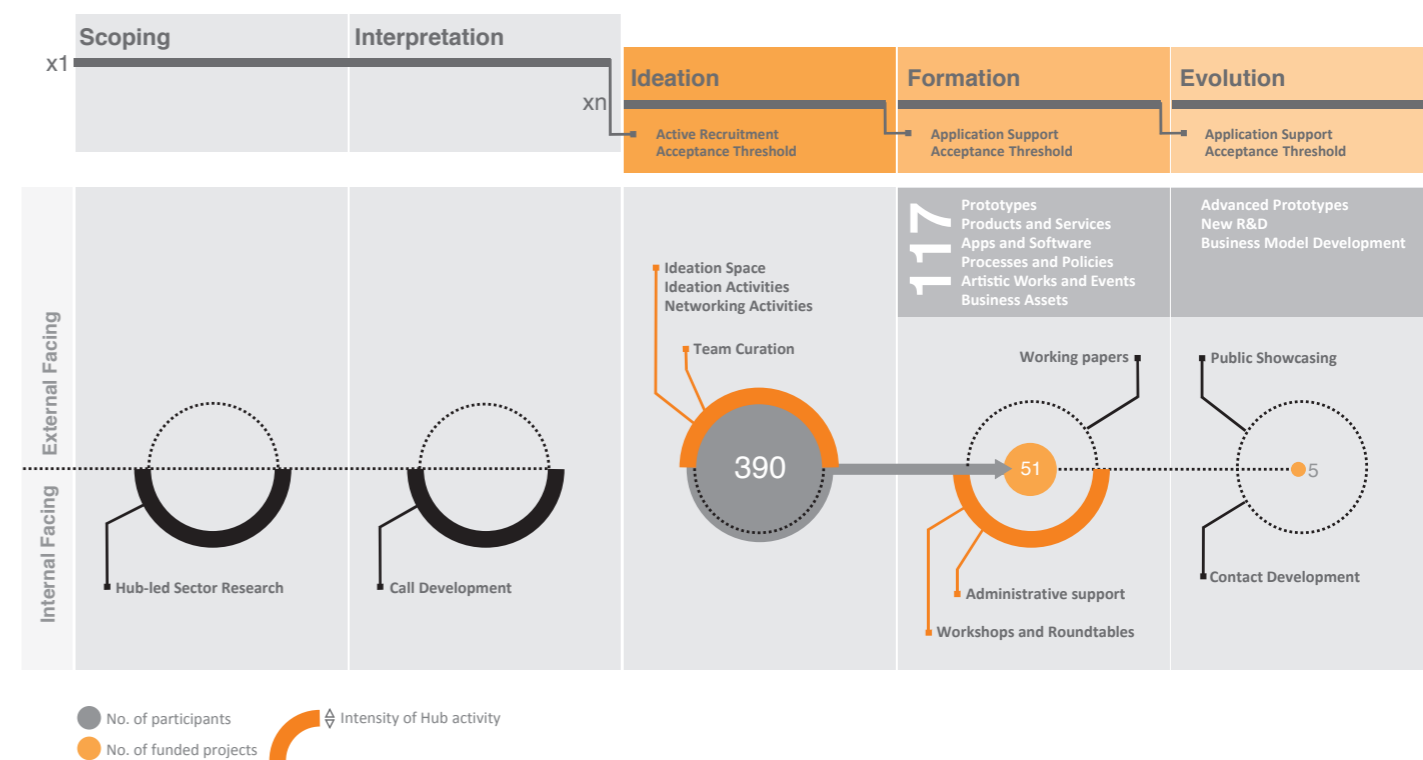 Scoping
Interpretation
x1
xn
Ideation
Formation
Evolution
Active Recruitment
Acceptance Threshold
Application Support
Acceptance Threshold
Application Support
Acceptance Threshold
External Facing
Internal Facing
117
Prototypes
Products and Services
Apps and Software
Processes and Policies
Artistic Works and Events
Business Assets
Advanced Prototypes
New R&D
Business Model Development
Ideation Space
Ideation Activities
Networking Activities
Team Curation
Working papers
Public Showcasing
390
51
5
Hub-led Sector Research
Call Development
Administrative support
Workshops and Roundtables
Contact Development
No. of participants
No. of funded projects
Intensity of Hub activity